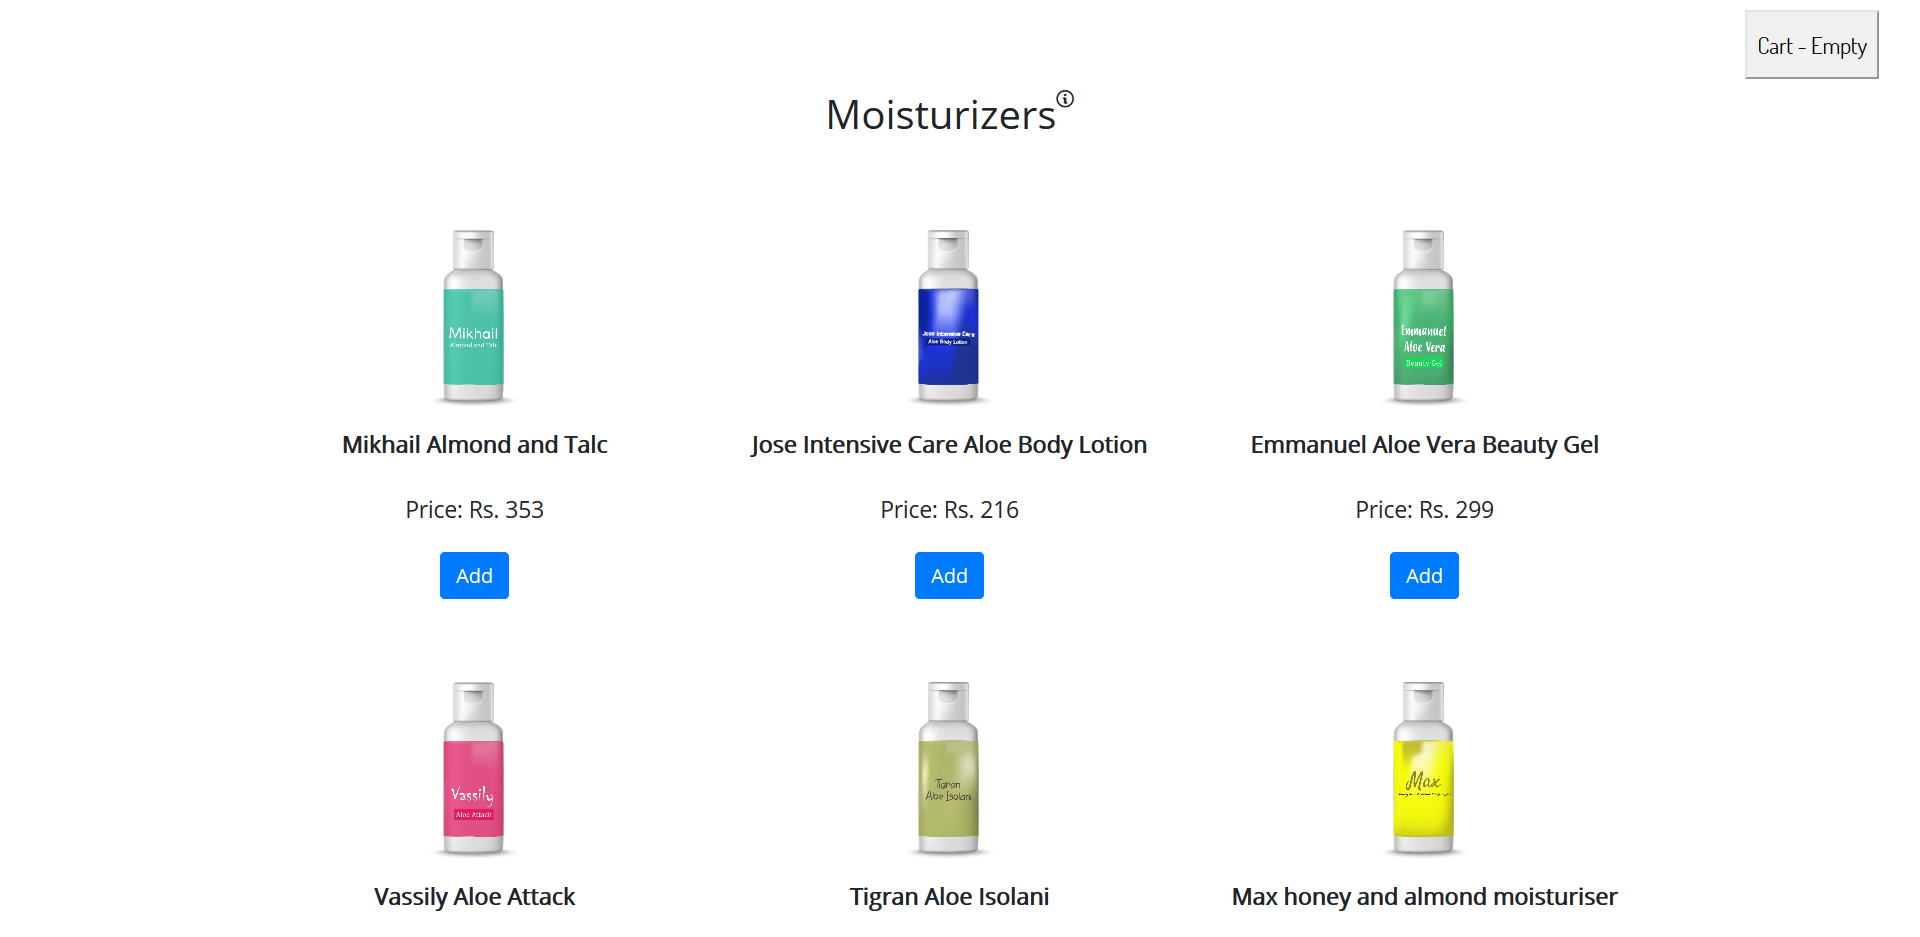 Cart - Empty
Moisturizers
Mikhail
Almond and Talc
Jose Intensive Care
Aloe Body Lotion
Emmanuel
Aloe Vera
Beauty Gel
Mikhail Almond and Talc
Jose Intensive Care Aloe Body Lotion
Emmanuel Aloe Vera Beauty Gel
Price: Rs. 353
Price: Rs. 216
Price: Rs. 299
Add
Add
Add
Vassily
Aloe Attack
Tigran
Aloe Isolani
Max
Vassily Aloe Attack
Tigran Aloe Isolani
Max honey and almond moisturiser